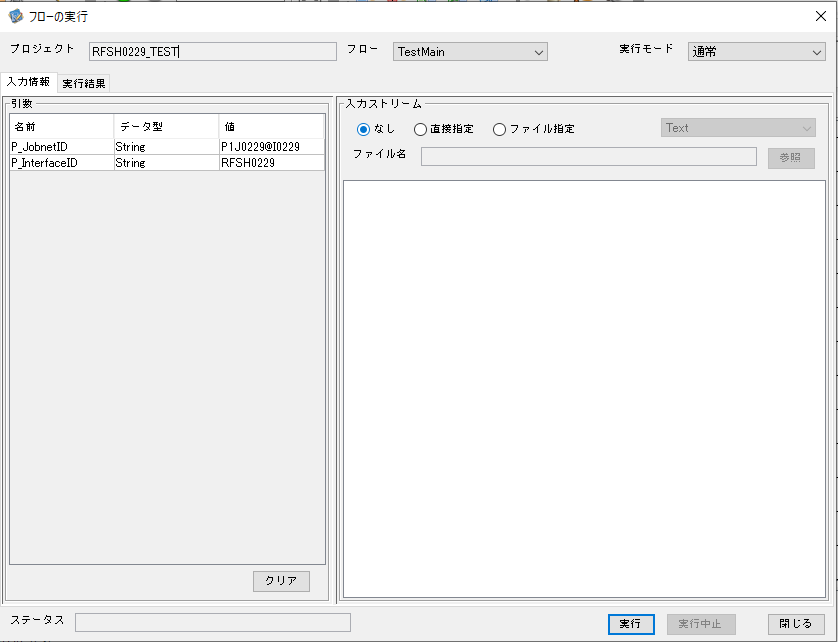 フローの実行
プロジェクト RFSH0229_TEST フロー TestMain 実行モード 通常
入力情報 実行結果
引数
名前 データ型 値
P_JobnetID String P1J0229@I0229
P_InterfaceID String RFSH0229
クリア
入力ストリーム
なし 直接指定 ファイル指定 Text
ファイル名 参照
ステータス 実行 実行中止 閉じる